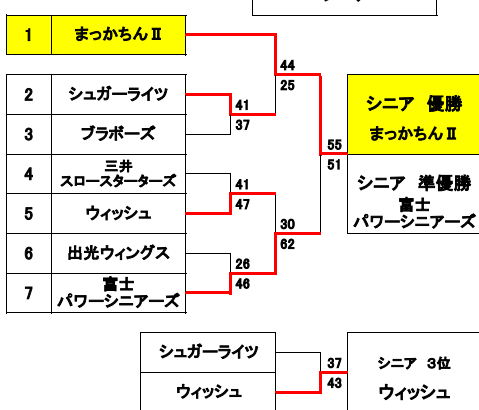 1 まっかちんⅡ
44
25
2 シュガーライツ
41
37
3 ブラボーズ
シニア 優勝
まっかちんⅡ
55
51
4 三井
スロースターターズ
41
47
シニア 準優勝
富士
パワーシニアーズ
5 ウィッシュ
30
62
6 出光ウィングス
26
46
7 富士
パワーシニアーズ
シュガーライツ
37
43
シニア 3位
ウィッシュ
ウィッシュ